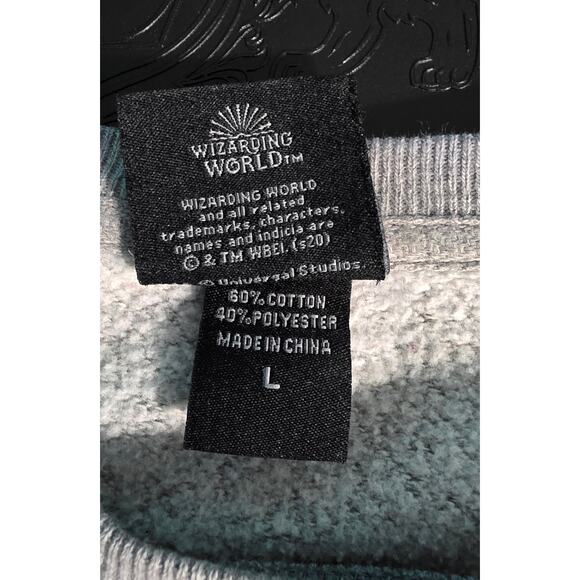 WIZARDING
WORLD™
WIZARDING WORLD
and all related
trademarks, characters,
names and indicia are
© & TM WBEI. (s20)
© Universal Studios.
60% COTTON
40% POLYESTER
MADE IN CHINA
L